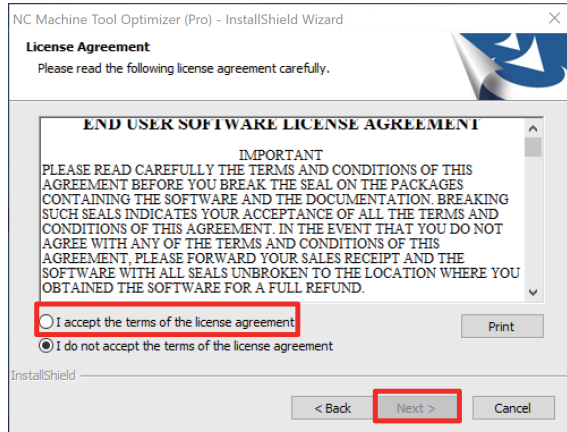 NC Machine Tool Optimizer (Pro) - InstallShield Wizard
License Agreement
Please read the following license agreement carefully.
END USER SOFTWARE LICENSE AGREEMENT
IMPORTANT
PLEASE READ CAREFULLY THE TERMS AND CONDITIONS OF THIS
AGREEMENT BEFORE YOU BREAK THE SEAL ON THE PACKAGES
CONTAINING THE SOFTWARE AND THE DOCUMENTATION. BREAKING
SUCH SEALS INDICATES YOUR ACCEPTANCE OF ALL THE TERMS AND
CONDITIONS OF THIS AGREEMENT. IN THE EVENT THAT YOU DO NOT
AGREE WITH ANY OF THE TERMS AND CONDITIONS OF THIS
AGREEMENT, PLEASE FORWARD YOUR SALES RECEIPT AND THE
SOFTWARE WITH ALL SEALS UNBROKEN TO THE LOCATION WHERE YOU
OBTAINED THE SOFTWARE FOR A FULL REFUND.
I accept the terms of the license agreement
Print
I do not accept the terms of the license agreement
InstallShield
< Back
Next >
Cancel